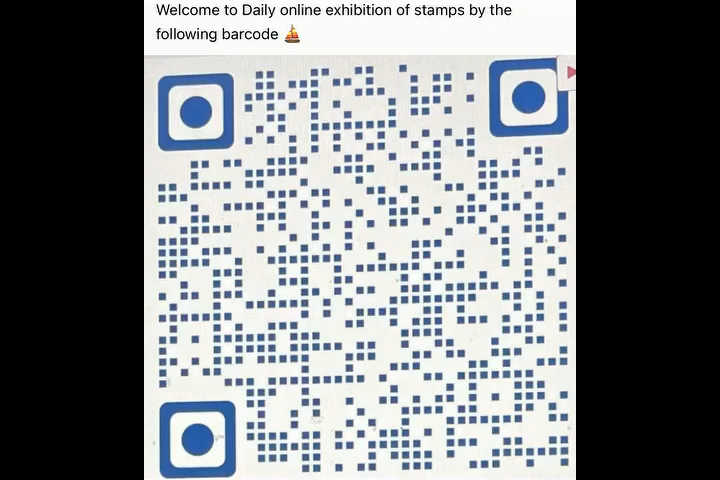 Welcome to Daily online exhibition of stamps by the
following barcode